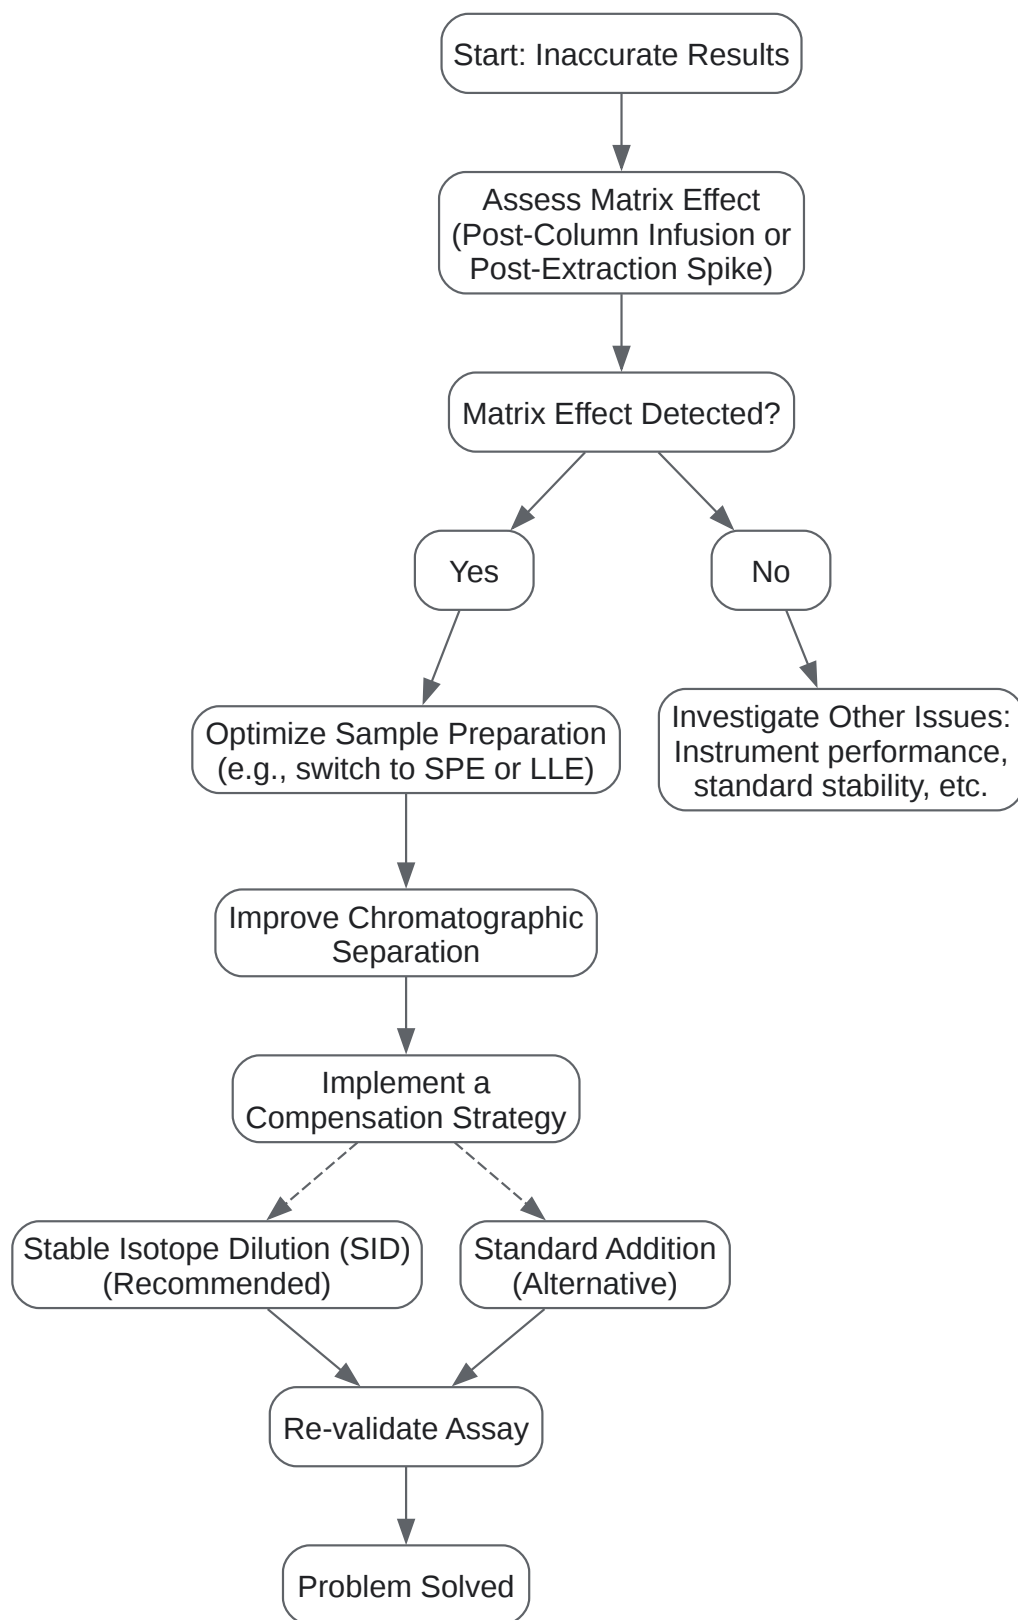 Start: Inaccurate Results
Assess Matrix Effect
(Post-Column Infusion or
Post-Extraction Spike)
Matrix Effect Detected?
Yes
No
Optimize Sample Preparation
(e.g., switch to SPE or LLE)
Investigate Other Issues:
Instrument performance,
standard stability, etc.
Improve Chromatographic
Separation
Implement a
Compensation Strategy
Stable Isotope Dilution (SID)
(Recommended)
Standard Addition
(Alternative)
Re-validate Assay
Problem Solved